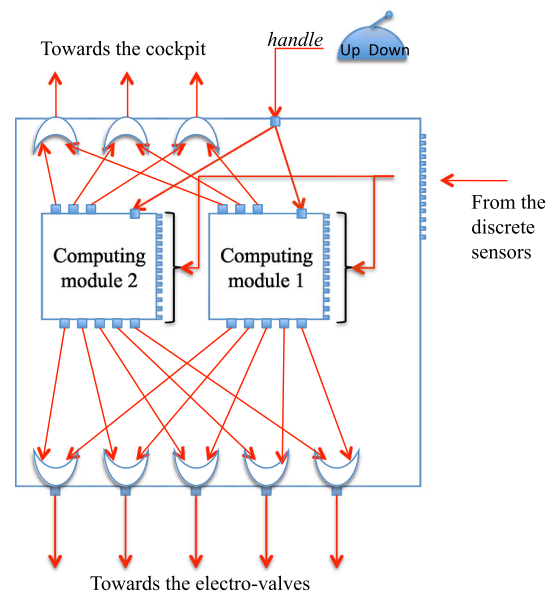 Towards the cockpit
handle
Up Down
From the
discrete
sensors
Computing
module 2
Computing
module 1
Towards the electro-valves